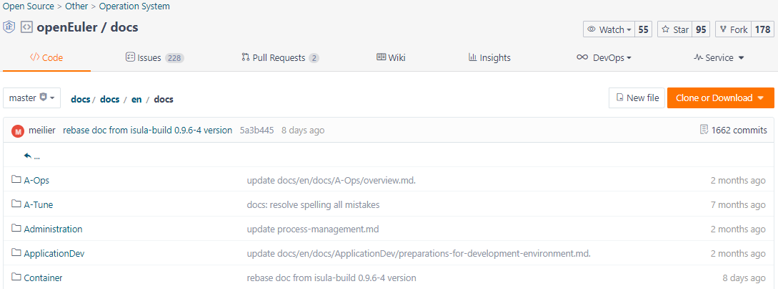 Open Source > Other > Operation System
openEuler / docs
Watch 55 Star 95 Fork 178
Code Issues 228 Pull Requests 2 Wiki Insights DevOps Service
master docs / docs / en / docs New file Clone or Download
M meilier rebase doc from isula-build 0.9.6-4 version 5a3b445 8 days ago 1662 commits
...
A-Ops update docs/en/docs/A-Ops/overview.md. 2 months ago
A-Tune docs: resolve spelling all mistakes 7 months ago
Administration update process-management.md 2 months ago
ApplicationDev update docs/en/docs/ApplicationDev/preparations-for-development-environment.md. 2 months ago
Container rebase doc from isula-build 0.9.6-4 version 8 days ago